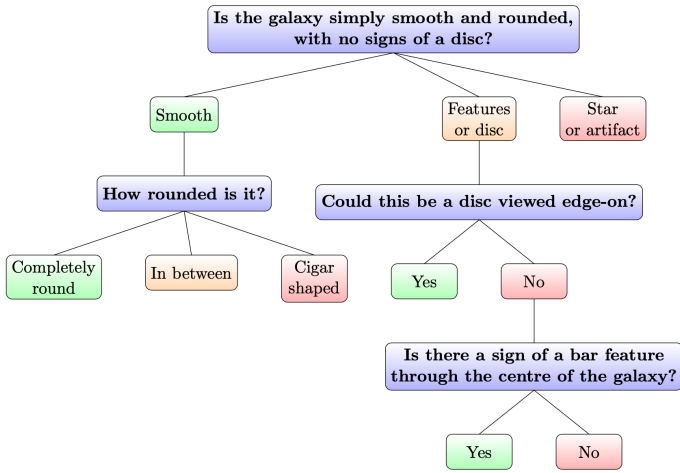 Is the galaxy simply smooth and rounded,
with no signs of a disc?
Smooth
Features
or disc
Star
or artifact
How rounded is it?
Could this be a disc viewed edge-on?
Completely
round
In between
Cigar
shaped
Yes
No
Is there a sign of a bar feature
through the centre of the galaxy?
Yes
No